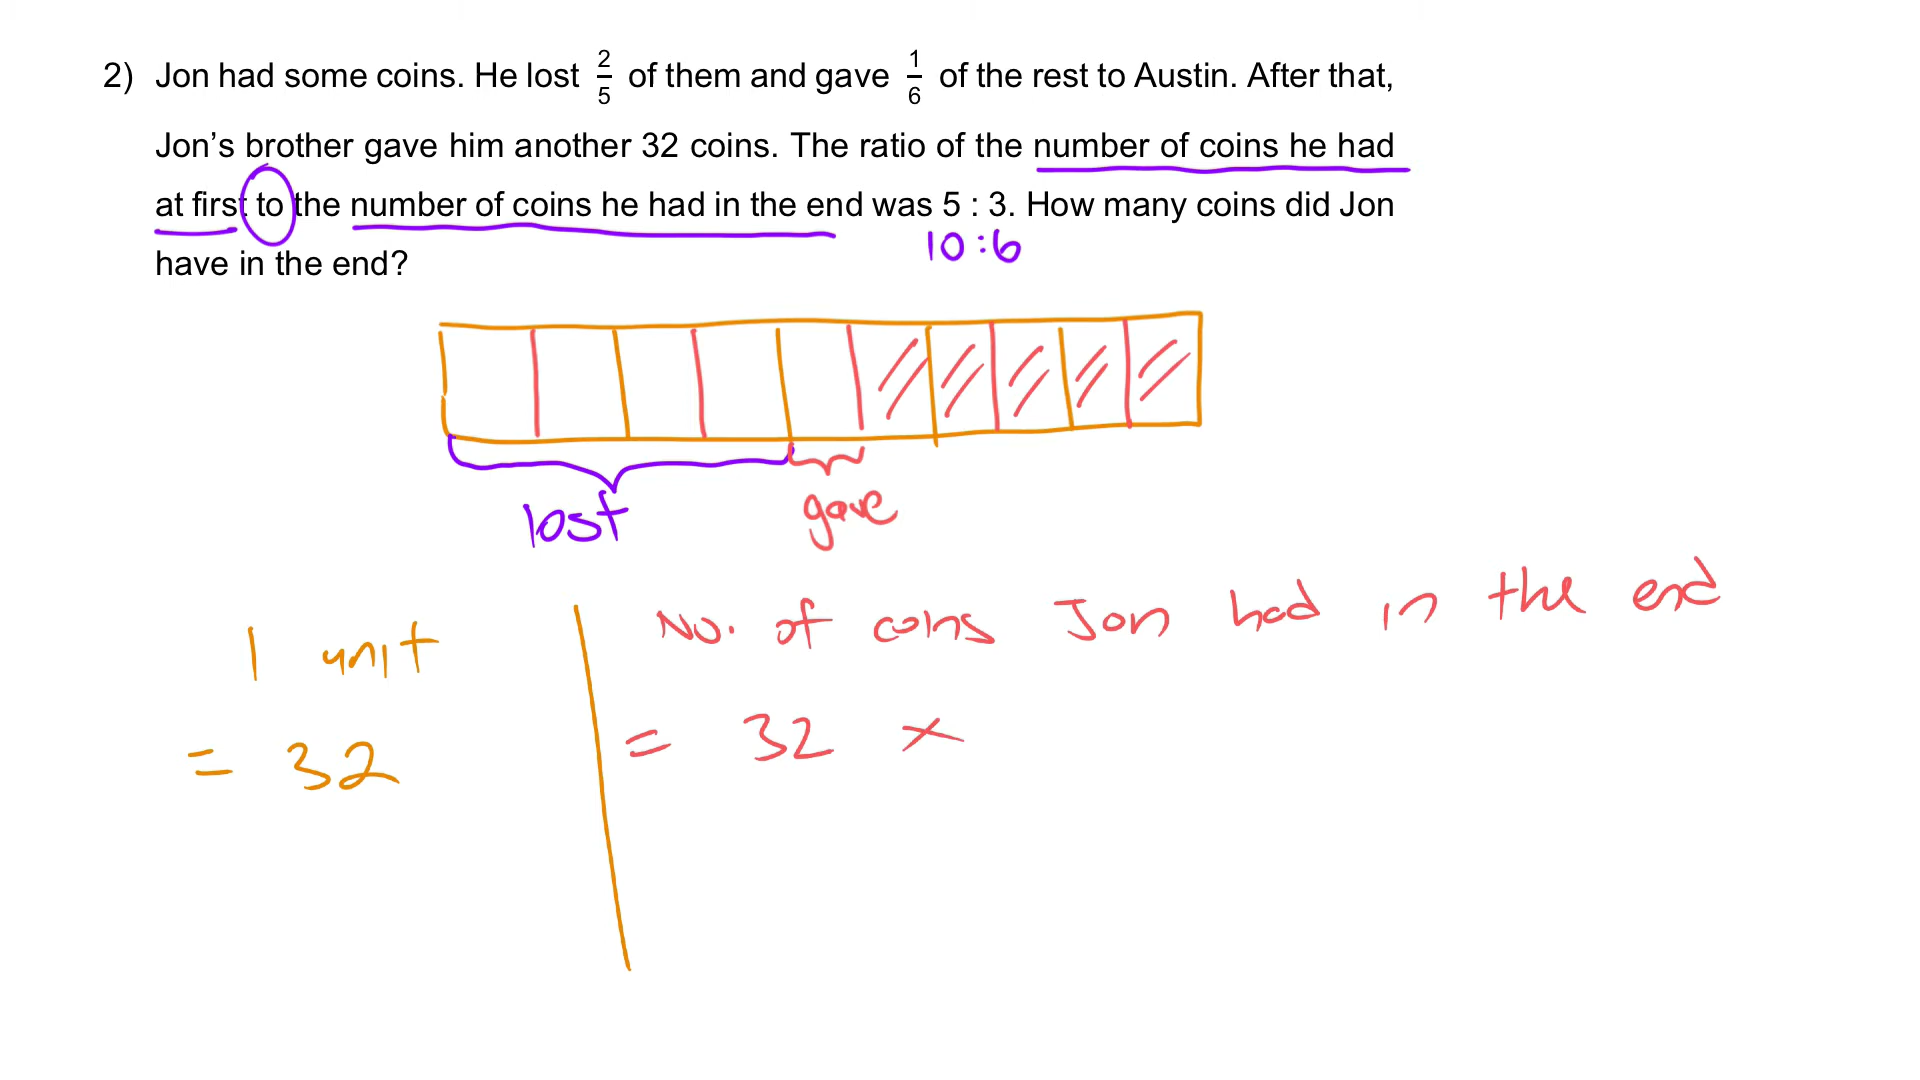 2) Jon had some coins. He lost 2/5 of them and gave 1/6 of the rest to Austin. After that,
Jon’s brother gave him another 32 coins. The ratio of the number of coins he had
at first to the number of coins he had in the end was 5 : 3. How many coins did Jon
10:6
have in the end?
lost
gave
1 unit
= 32
No. of coins Jon had in the end
= 32 ×